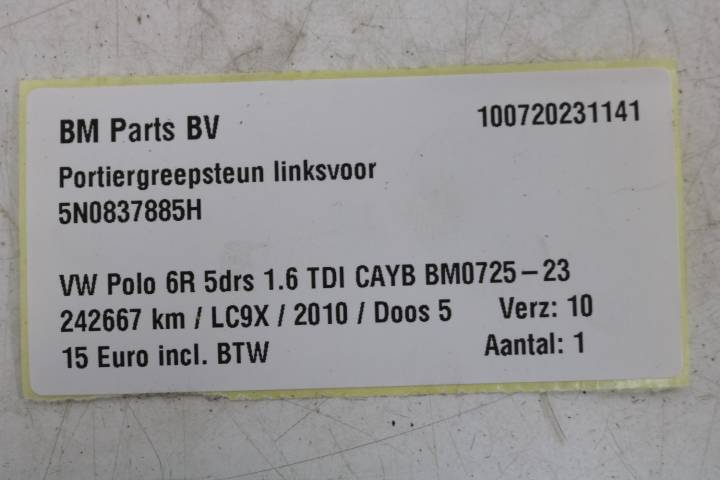 BM Parts BV 100720231141
Portiergreepsteun linksvoor
5N0837885H
VW Polo 6R 5drs 1.6 TDI CAYB BM0725-23
242667 km / LC9X / 2010 / Doos 5 Verz: 10
15 Euro incl. BTW Aantal: 1